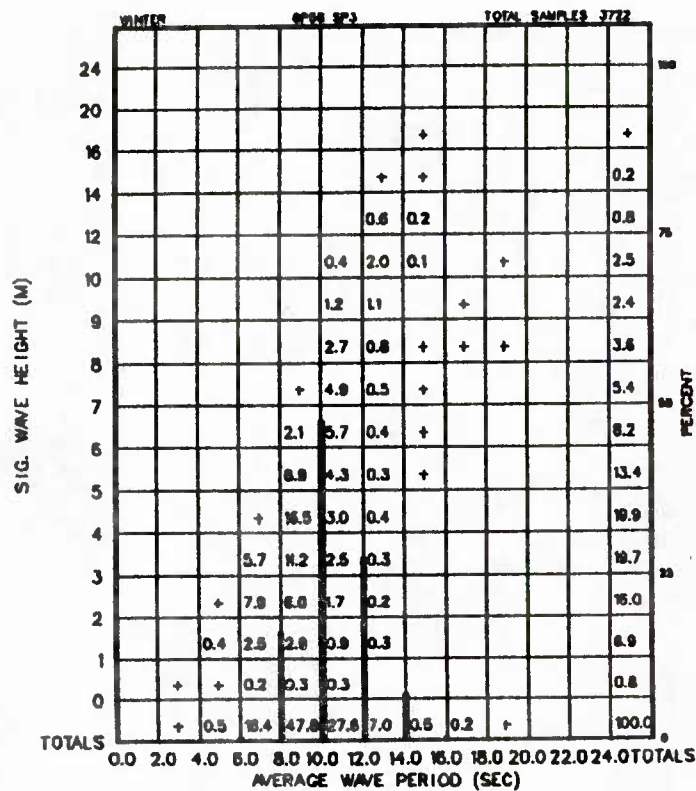 WINTER SP3 TOTAL SAMPLES 3722
24 100
20
+ +
16
+ + 0.2
14
0.6 0.2 0.8
12 75
0.4 2.0 0.1 + 2.5
10
1.2 1.1 + 2.4
9
2.7 0.8 + + + 3.6
8
+ 4.9 0.5 + 5.4
7 50
2.1 5.7 0.4 + 8.2
6
4.3 0.3 + 13.4
5
+ 16.5 3.0 0.4 19.9
4
5.7 11.2 2.5 0.3 19.7
3 25
+ 7.9 6.0 1.7 0.2
2
0.4 2.5 2.8 0.9 0.3 6.9
1
+ + 0.2 0.3 0.3 0.8
0
+ 0.5 16.4 47.8 27.6 7.0 0.5 0.2 + 100.0 0
TOTALS
0.0 2.0 4.0 6.0 8.0 10.0 12.0 14.0 16.0 18.0 20.0 22.0 24.0 TOTALS
AVERAGE WAVE PERIOD (SEC)
SIG. WAVE HEIGHT (M)
PERCENT